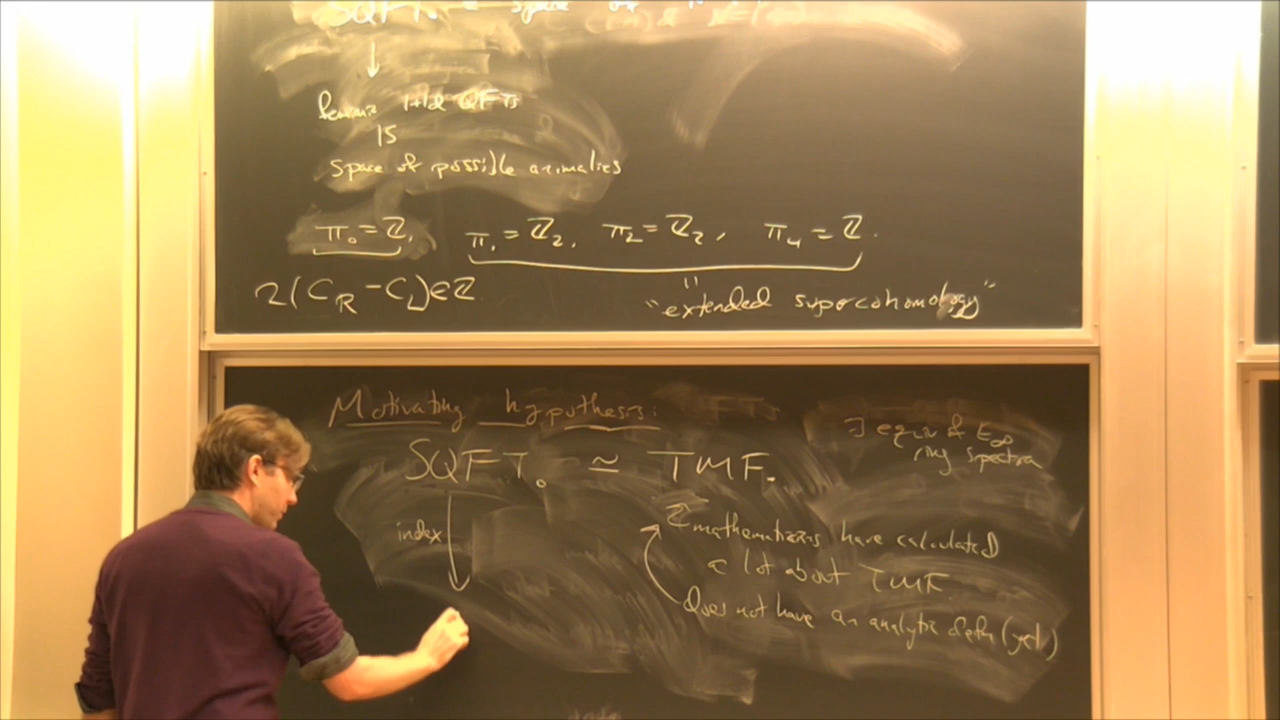 SQFT. = space of
1+1d QFTs
IS
space of possible anomalies
π₀ = ℤ, π₁ = ℤ₂, π₂ = ℤ₂, π₄ = ℤ.
2(C_R - C_L) ∈ ℤ
"extended supercohomology"
Motivating hypothesis:
SQFT. ≃ TMF.
∃ equiv of E∞
ring spectra
index
mathematicians have calculated
a lot about TMF.
Does not have an analytic defn (yet)